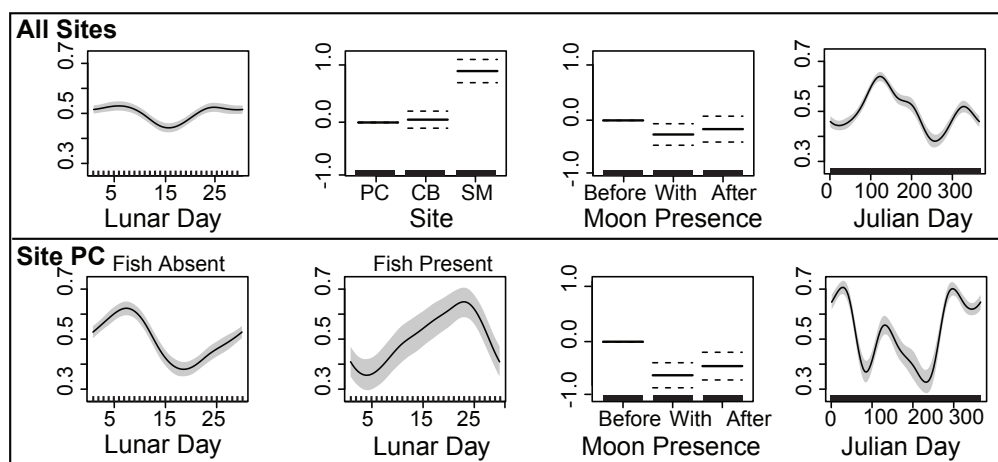 All Sites
0.3 0.5 0.7
5 15 25
Lunar Day
-1.0 0.0 1.0
PC CB SM
Site
-1.0 0.0 1.0
Before With After
Moon Presence
0.3 0.5 0.7
0 100 200 300
Julian Day
Site PC
Fish Absent
0.3 0.5 0.7
5 15 25
Lunar Day
Fish Present
0.3 0.5 0.7
5 15 25
Lunar Day
-1.0 0.0 1.0
Before With After
Moon Presence
0.3 0.5 0.7
0 100 200 300
Julian Day